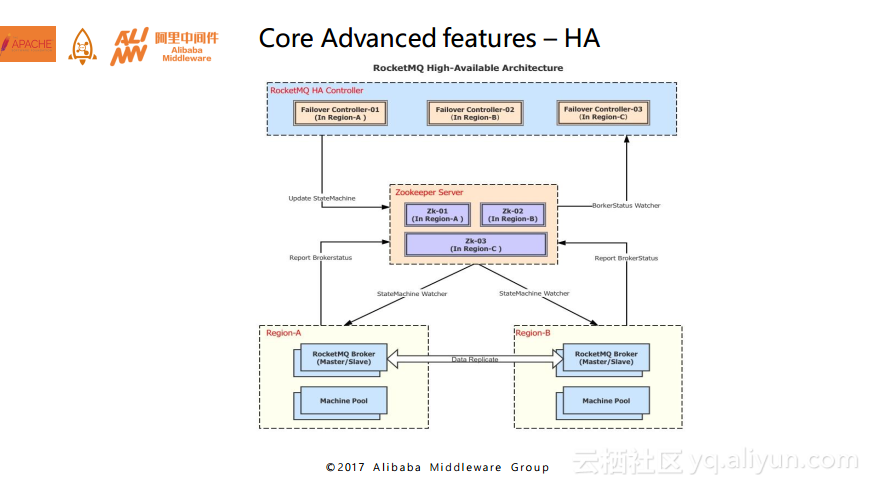 APACHE
ALI
MW
阿里中间件
Alibaba
Middleware
Core Advanced features – HA
RocketMQ High-Available Architecture
RocketMQ HA Controller
Failover Controller-01
(In Region-A )
Failover Controller-02
(In Region-B)
Failover Controller-03
(In Region-C)
Update StateMachine
Zookeeper Server
BorkerStatus Watcher
Zk-01
(In Region-A )
Zk-02
(In Region-B)
Zk-03
(In Region-C )
Report Brokerstatus
Report BrokerStatus
StateMachine Watcher
StateMachine Watcher
Region-A
Region-B
RocketMQ Broker
(Master/Slave)
Data Replicate
RocketMQ Broker
(Master/Slave)
Machine Pool
Machine Pool
©2017 Alibaba Middleware Group
云栖社区 yq.aliyun.com